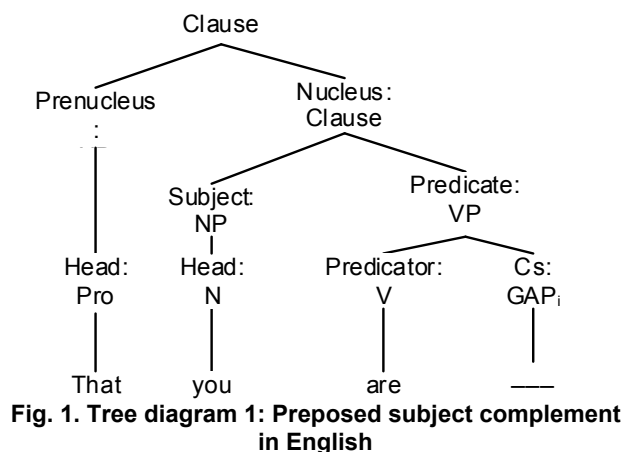 Clause
Prenucleus
:
Nucleus:
Clause
Subject:
NP
Predicate:
VP
Head:
Pro
Head:
N
Predicator:
V
Cs:
GAPᵢ
That you are ___
Fig. 1. Tree diagram 1: Preposed subject complement
in English